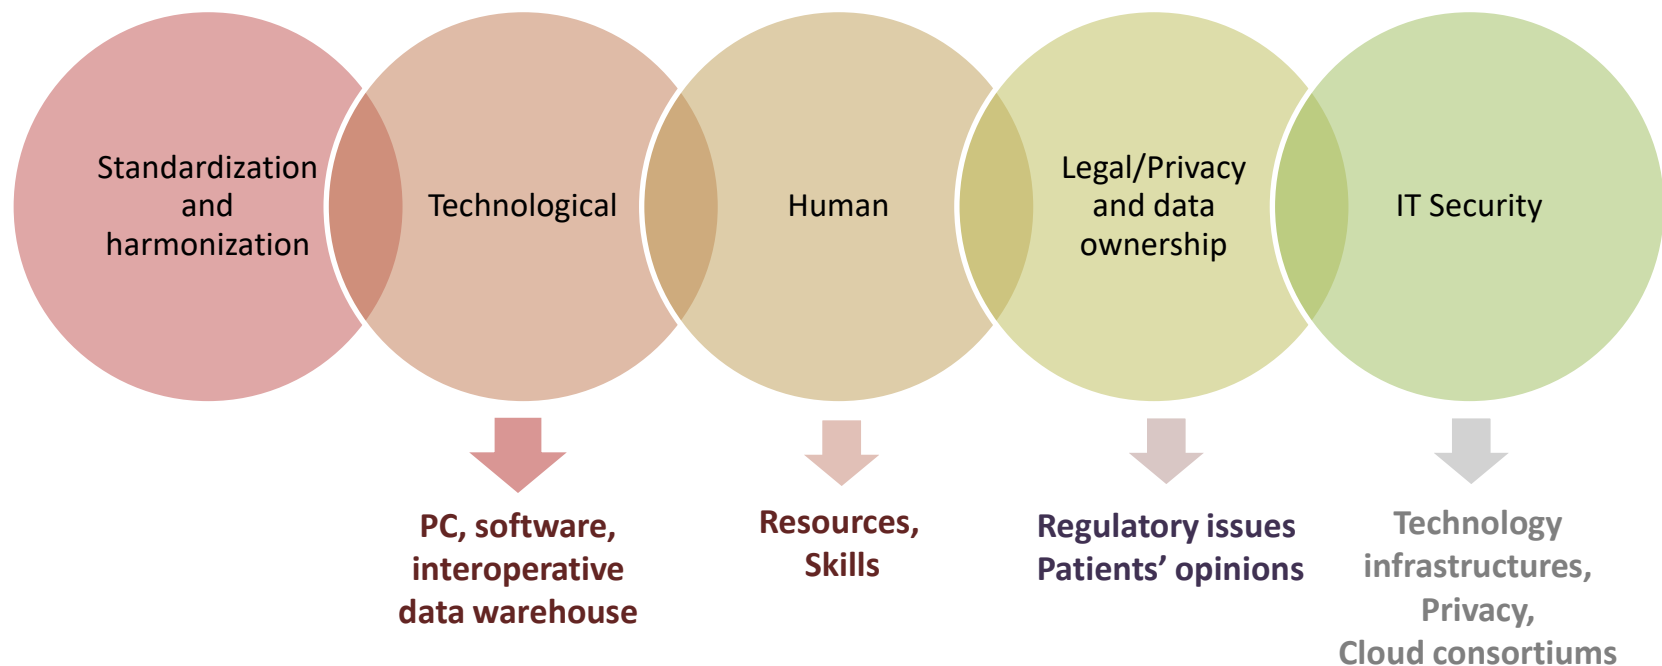 Standardization
and
harmonization
Technological
Human
Legal/Privacy
and data
ownership
IT Security
PC, software,
interoperative
data warehouse
Resources,
Skills
Regulatory issues
Patients’ opinions
Technology
infrastructures,
Privacy,
Cloud consortiums